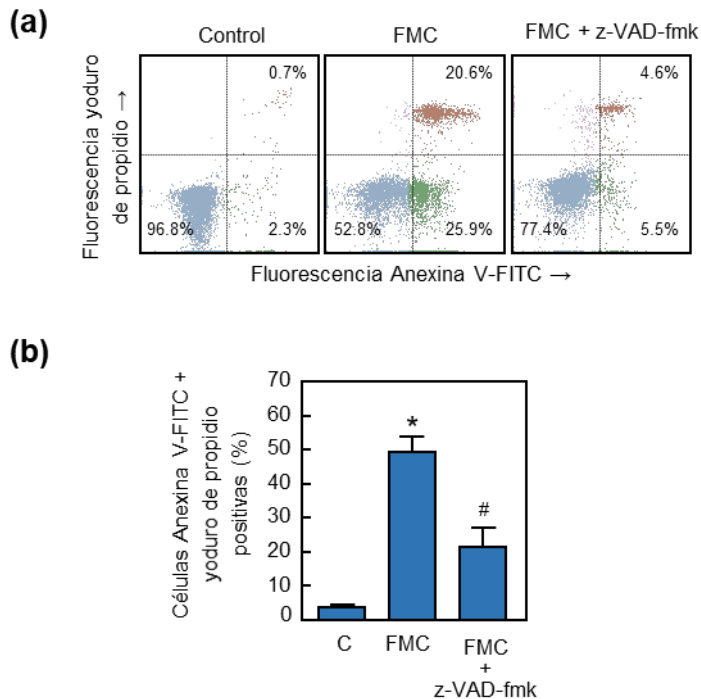 (a)
Control
FMC
FMC + z-VAD-fmk
Fluorescencia yoduro
de propidio →
0.7%
96.8%
2.3%
20.6%
52.8%
25.9%
4.6%
77.4%
5.5%
Fluorescencia Anexina V-FITC →
(b)
Células Anexina V-FITC +
yoduro de propidio
positivas (%)
70
60
50
40
30
20
10
0
*
#
C
FMC
FMC
+
z-VAD-fmk